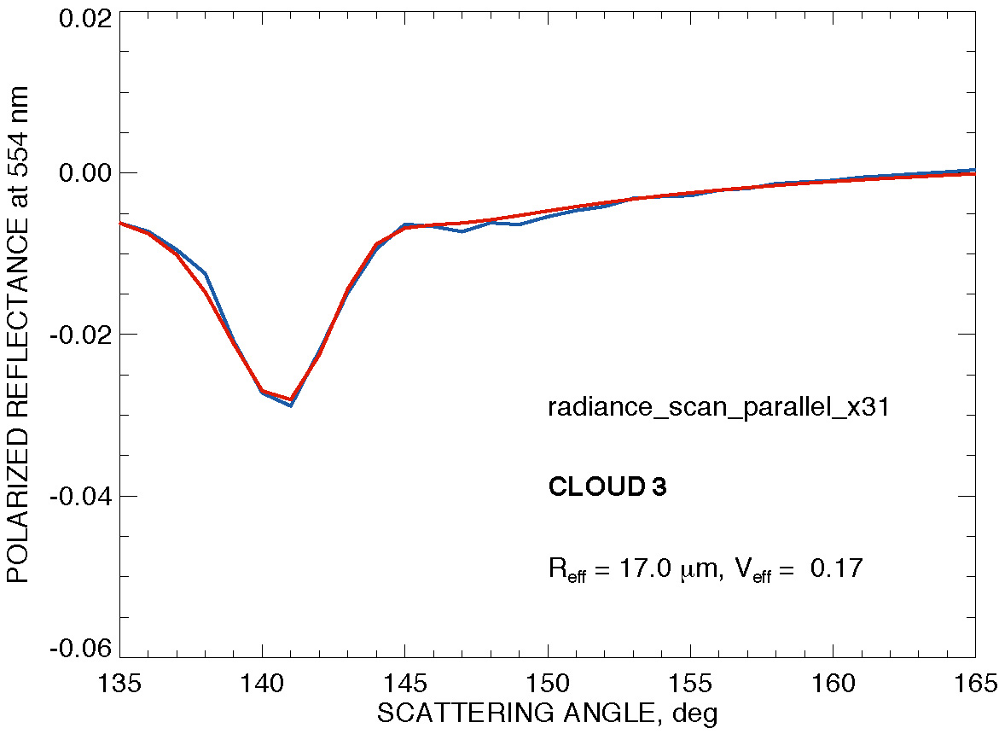 0.02
0.00
-0.02
-0.04
-0.06
POLARIZED REFLECTANCE at 554 nm
radiance_scan_parallel_x31
CLOUD 3
Reff = 17.0 μm, Veff = 0.17
135 140 145 150 155 160 165
SCATTERING ANGLE, deg